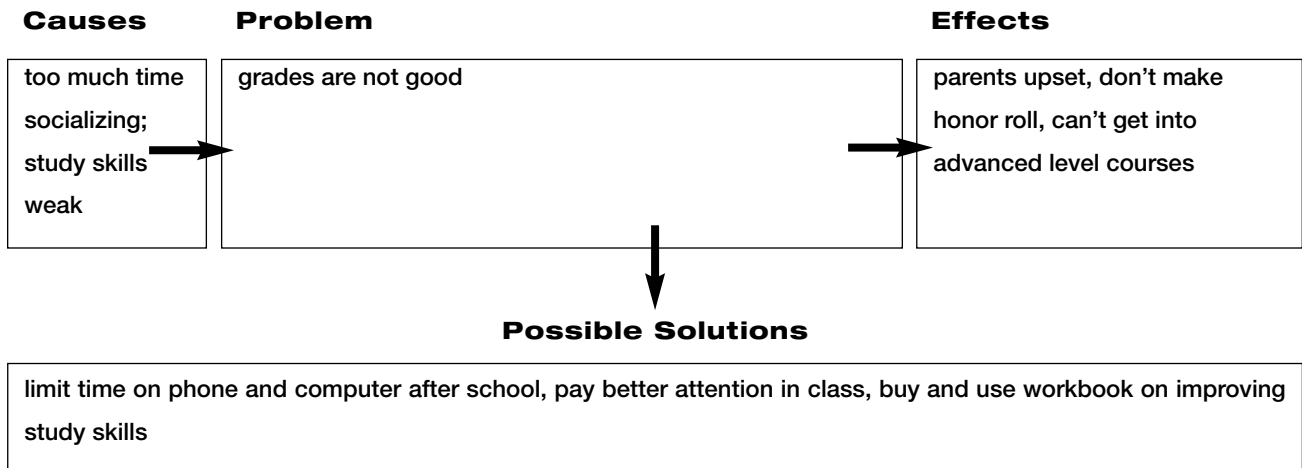 Causes
Problem
Effects
too much time
socializing;
study skills
weak
grades are not good
parents upset, don’t make
honor roll, can’t get into
advanced level courses
Possible Solutions
limit time on phone and computer after school, pay better attention in class, buy and use workbook on improving
study skills